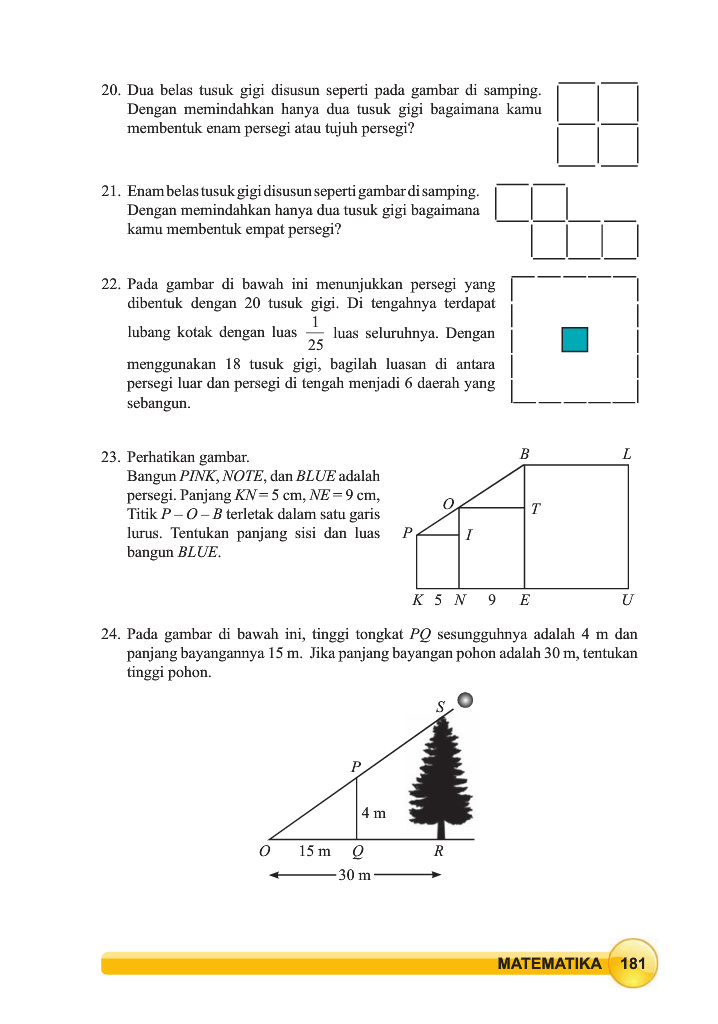 20. Dua belas tusuk gigi disusun seperti pada gambar di samping.
Dengan memindahkan hanya dua tusuk gigi bagaimana kamu
membentuk enam persegi atau tujuh persegi?
21. Enam belas tusuk gigi disusun seperti gambar di samping.
Dengan memindahkan hanya dua tusuk gigi bagaimana
kamu membentuk empat persegi?
22. Pada gambar di bawah ini menunjukkan persegi yang
dibentuk dengan 20 tusuk gigi. Di tengahnya terdapat
lubang kotak dengan luas 1/25 luas seluruhnya. Dengan
menggunakan 18 tusuk gigi, bagilah luasan di antara
persegi luar dan persegi di tengah menjadi 6 daerah yang
sebangun.
23. Perhatikan gambar.
Bangun PINK, NOTE, dan BLUE adalah
persegi. Panjang KN = 5 cm, NE = 9 cm,
Titik P – O – B terletak dalam satu garis
lurus. Tentukan panjang sisi dan luas
bangun BLUE.
B L
O T
P I
K 5 N 9 E U
24. Pada gambar di bawah ini, tinggi tongkat PQ sesungguhnya adalah 4 m dan
panjang bayangannya 15 m. Jika panjang bayangan pohon adalah 30 m, tentukan
tinggi pohon.
S
P
4 m
O 15 m Q R
30 m
MATEMATIKA 181